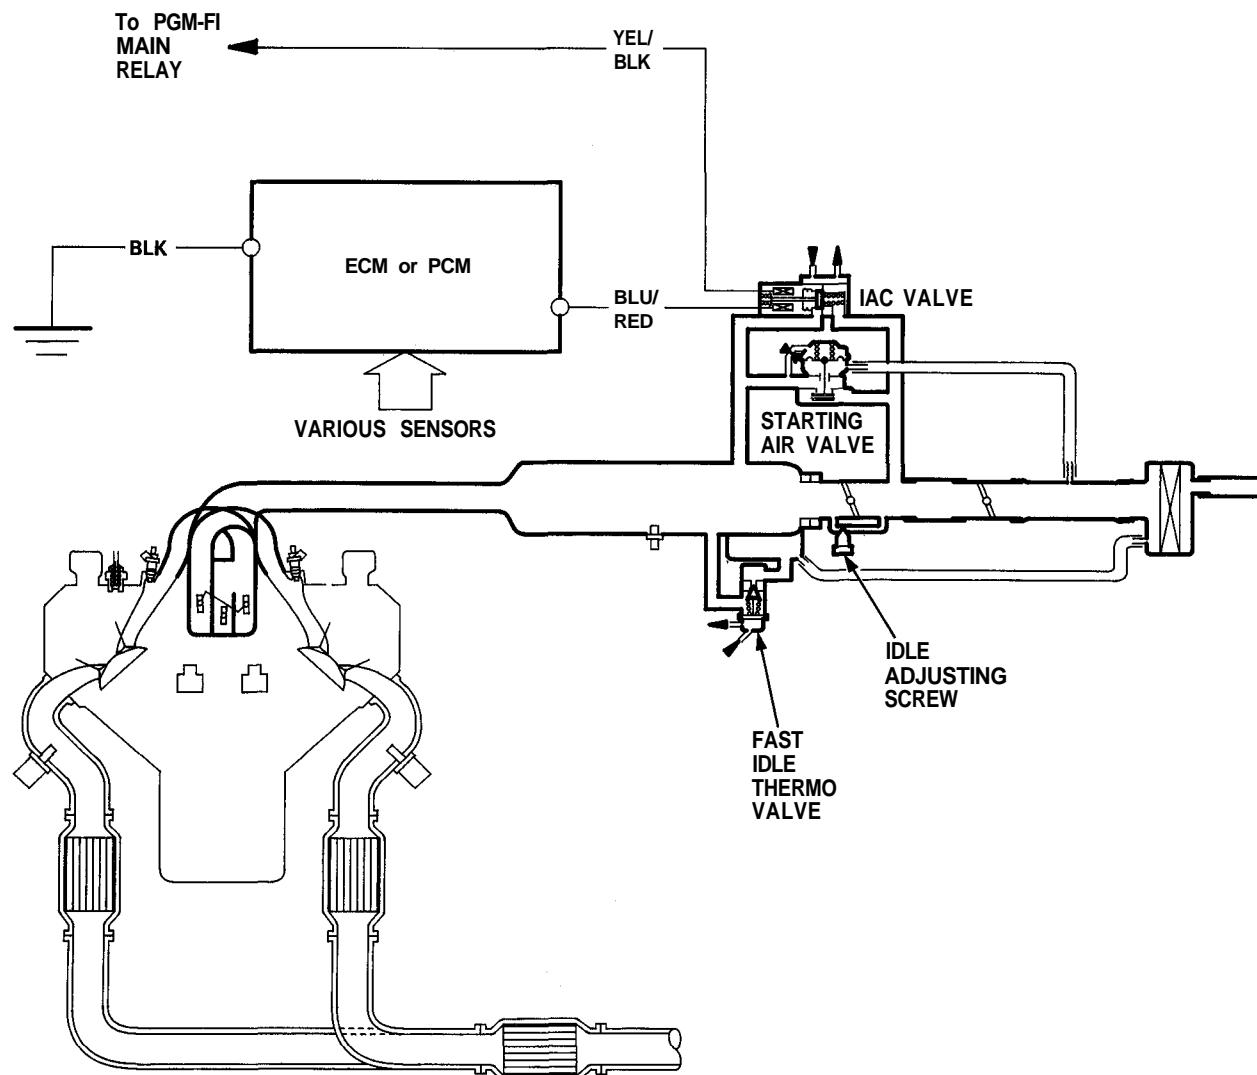 To PGM-FI
MAIN
RELAY
YEL/
BLK
BLK
ECM or PCM
BLU/
RED
IAC VALVE
VARIOUS SENSORS
STARTING
AIR VALVE
IDLE
ADJUSTING
SCREW
FAST
IDLE
THERMO
VALVE